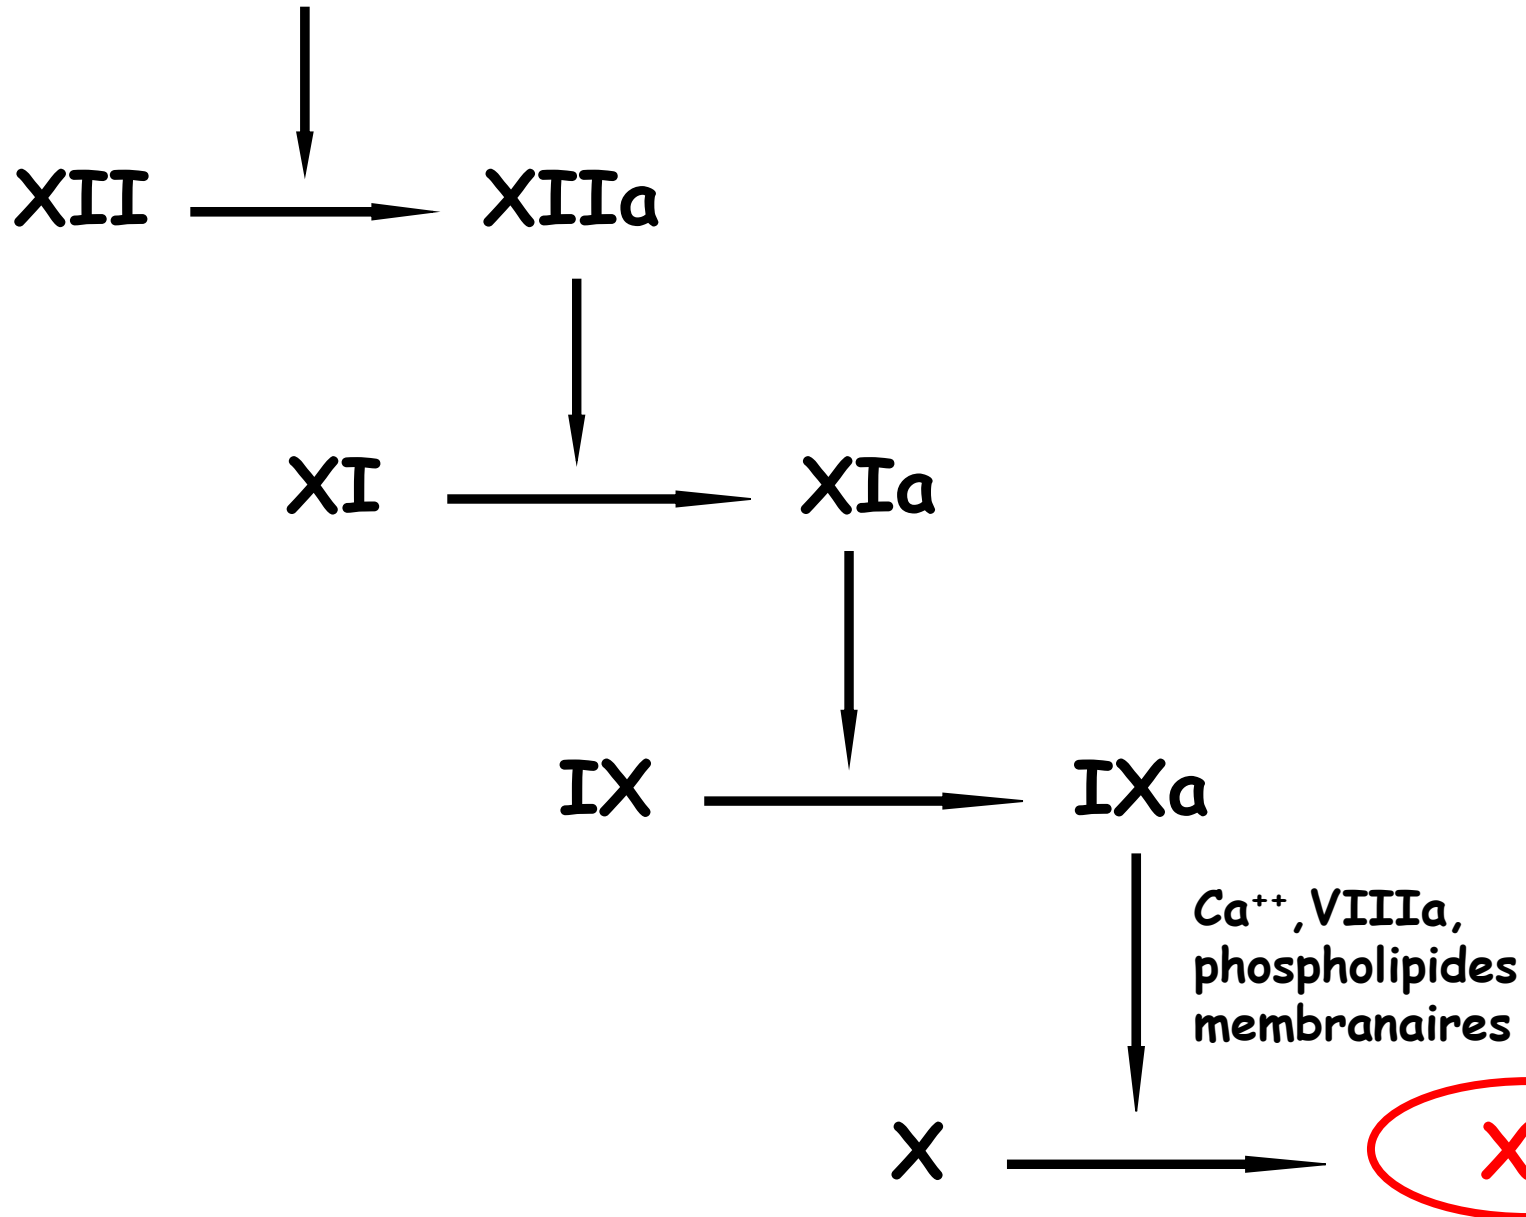 XII XIIa
XI XIa
IX IXa
Ca⁺⁺,VIIIa,
phospholipides
membranaires
X